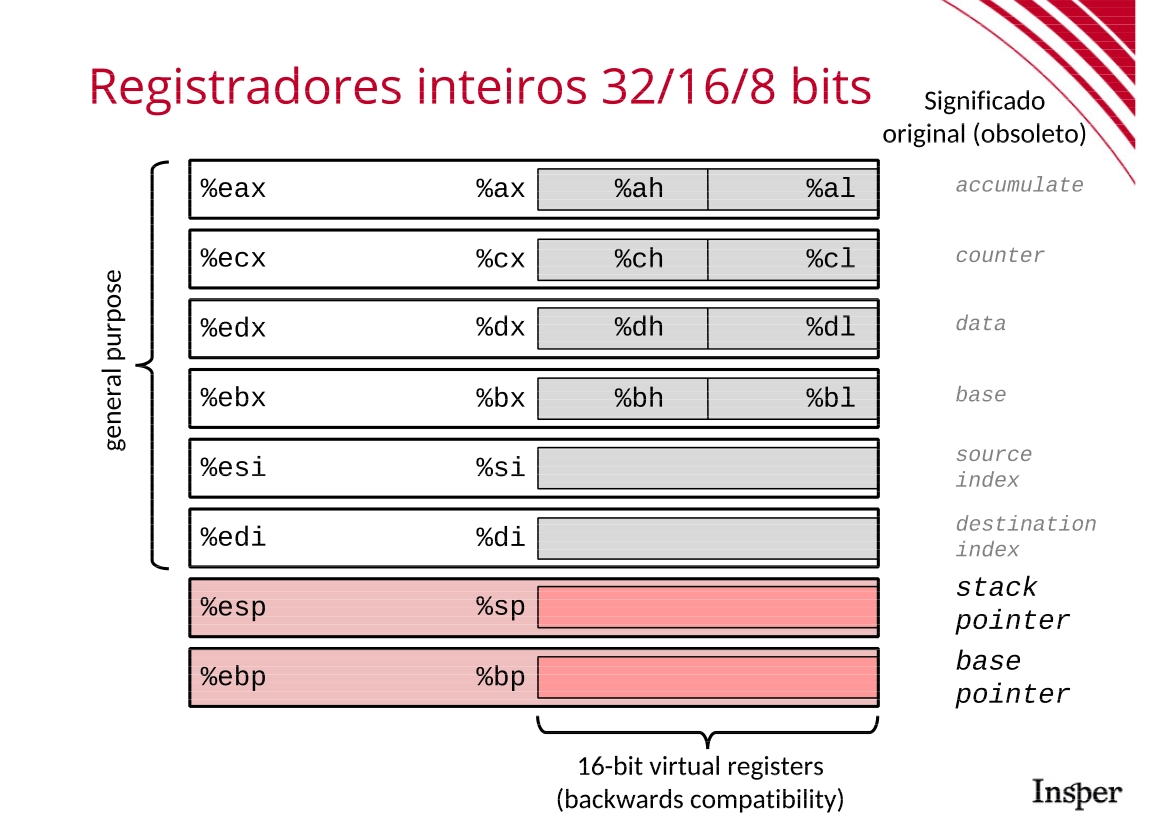 Registradores inteiros 32/16/8 bits
Significado
original (obsoleto)
general purpose
%eax %ax %ah %al accumulate
%ecx %cx %ch %cl counter
%edx %dx %dh %dl data
%ebx %bx %bh %bl base
%esi %si source
index
%edi %di destination
index
%esp %sp stack
pointer
%ebp %bp base
pointer
16-bit virtual registers
(backwards compatibility)
Insper